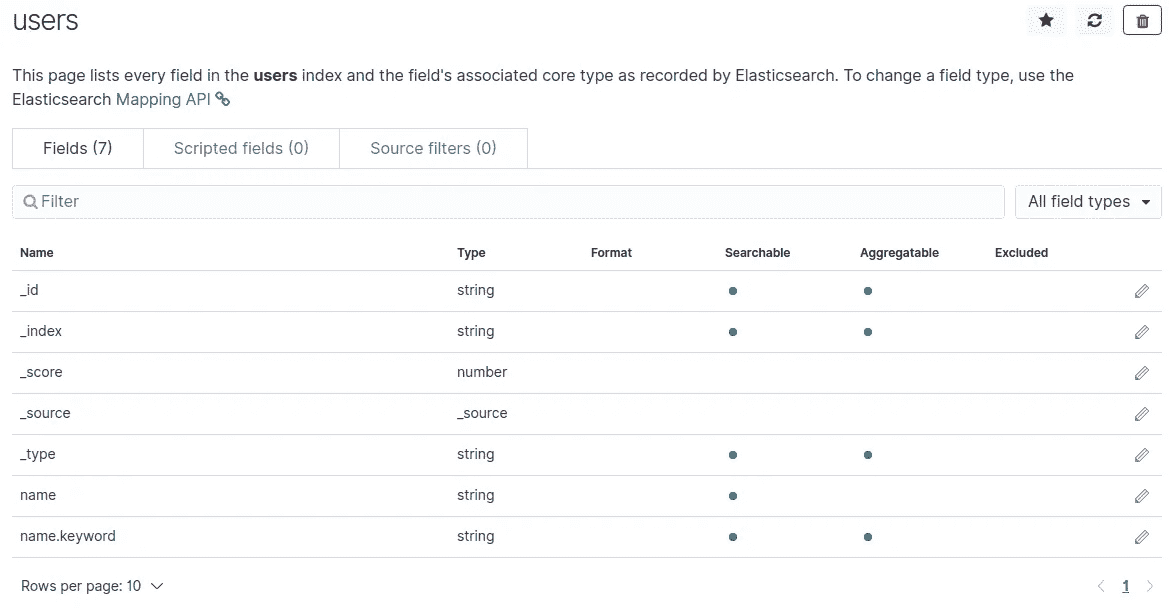 users
This page lists every field in the users index and the field's associated core type as recorded by Elasticsearch. To change a field type, use the
Elasticsearch Mapping API
Fields (7) Scripted fields (0) Source filters (0)
Filter All field types
Name Type Format Searchable Aggregatable Excluded
_id string
_index string
_score number
_source _source
_type string
name string
name.keyword string
Rows per page: 10 1